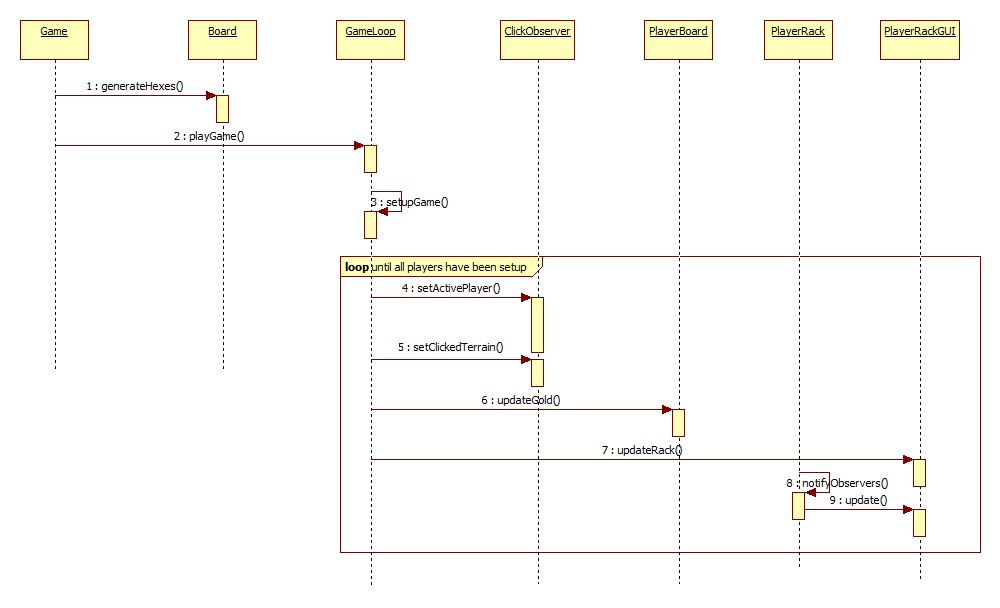 Game
Board
GameLoop
ClickObserver
PlayerBoard
PlayerRack
PlayerRackGUI
1 : generateHexes()
2 : playGame()
3 : setupGame()
loop until all players have been setup
4 : setActivePlayer()
5 : setClickedTerrain()
6 : updateGold()
7 : updateRack()
8 : notifyObservers()
9 : update()